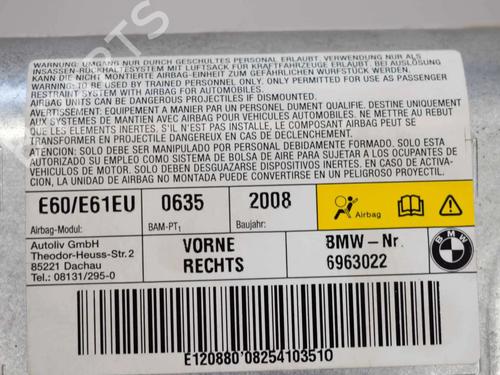 WARNUNG: UMGANG NUR DURCH GESCHULTES PERSONAL ERLAUBT. VERWENDUNG NUR ALS
INSASSEN-RÜCKHALTESYSTEM MIT LUFTSACK FÜR KRAFTFAHRZEUGE ERLAUBT. BEI AUSLÖSUNG
KANN DIE NICHT MONTIERTE AIRBAG-EINHEIT ZUM GEFÄHRLICHEN WURFSTÜCK WERDEN.
WARNING: TO BE USED BY TRAINED PERSONNEL ONLY. ONLY PERMITTED FOR USE AS PASSENGER
RESTRAINT SYSTEM WITH AIRBAG FOR AUTOMOBILES.
AIRBAG UNITS CAN BE DANGEROUS PROJECTILES IF DISMOUNTED.
AVERTISSEMENT: EQUIPEMENT A MANIER PAR UN PERSONNEL DUMENT QUALIFIE. DESTINE UNIQUEMENT
AUX SYSTEMES DE MANTIEN AVEC AIRBAG POUR VEHICULES AUTOMOBILES. NE MONTER
QUE LES ELEMENTS INERTES. S'IL N'EST PAS INSTALLE, LE COMPOSANT AIRBAG PEUT SE
TRANSFORMER EN PROJECTILE DANGEREUX EN CAS DE DECLENCHEMENT.
ATENCION: SOLO DEBE SER MANIPULADO POR PERSONAL DEBIDAMENTE FORMADO. SOLO ESTA
AUTORIZADO SU EMPLEO COMO SISTEMA DE BOLSA DE AIRE PARA SUJETAR A LOS OCUPANTES DE
VEHICULOS DE MOTOR. SOLO DEBEN DESGUAZARSE DISPOSITIVOS INERTES. EN CASO DE ACTIVA-
CION, LA UNIDAD DE AIRBAG NO MONTADA PUEDE CONVERTIRSE EN UN PELIGROSO PROYECTIL.
E60/E61EU 0635 2008
Airbag-Modul: BAM-PT1 Baujahr: Airbag BMW
Autoliv GmbH
Theodor-Heuss-Str.2
85221 Dachau
Tel.: 08131/295-0
VORNE
RECHTS
BMW-Nr
6963022
E120880'0825410351O